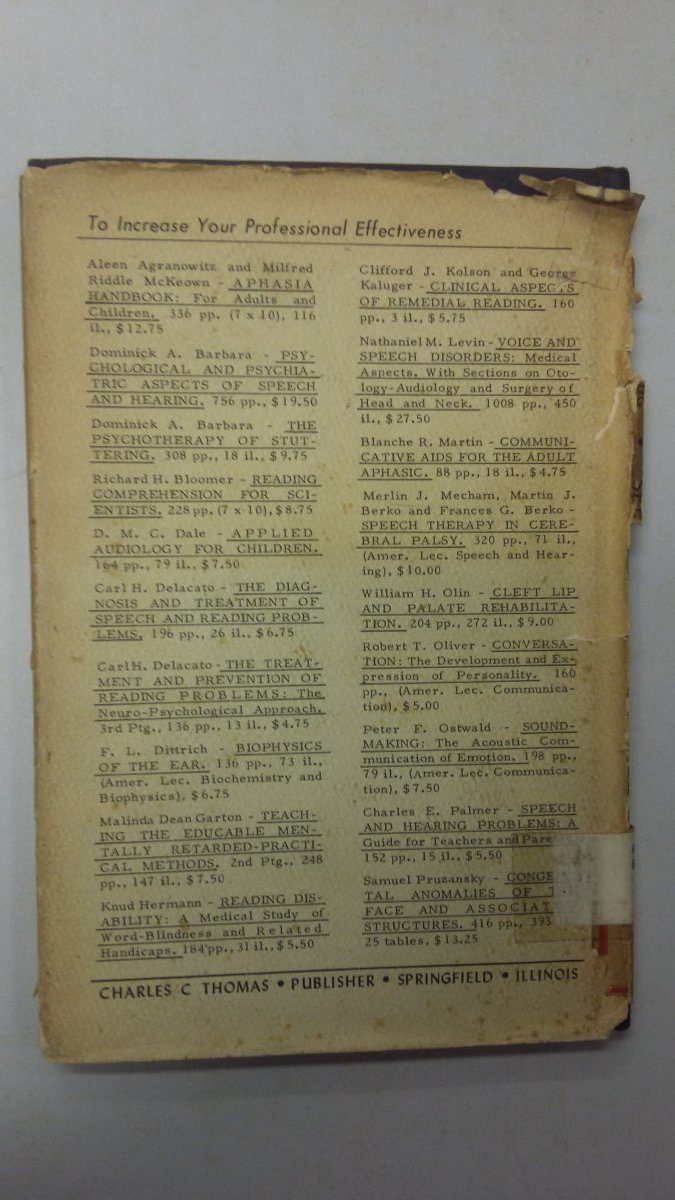 To Increase Your Professional Effectiveness
Aleen Agranowitz and Milfred
Riddle McKeown - APHASIA
HANDBOOK: For Adults and
Children. 336 pp. (7 x 10), 116
il., $12.75
Dominick A. Barbara - PSY-
CHOLOGICAL AND PSYCHIA-
TRIC ASPECTS OF SPEECH
AND HEARING. 756 pp., $19.50
Dominick A. Barbara - THE
PSYCHOTHERAPY OF STUT-
TERING. 308 pp., 18 il., $9.75
Richard H. Bloomer - READING
COMPREHENSION FOR SCI-
ENTISTS. 228 pp. (7 x 10), $8.75
D. M. C. Dale - APPLIED
AUDIOLOGY FOR CHILDREN.
164 pp., 79 il., $7.50
Carl H. Delacato - THE DIAG-
NOSIS AND TREATMENT OF
SPEECH AND READING PROB-
LEMS. 196 pp., 26 il., $6.75
Carl H. Delacato - THE TREAT-
MENT AND PREVENTION OF
READING PROBLEMS: The
Neuro-Psychological Approach.
3rd Ptg., 136 pp., 13 il., $4.75
F. L. Dittrich - BIOPHYSICS
OF THE EAR. 136 pp., 73 il.,
(Amer. Lec. Biochemistry and
Biophysics), $6.75
Malinda Dean Garton - TEACH-
ING THE EDUCABLE MEN-
TALLY RETARDED-PRACTI-
CAL METHODS. 2nd Ptg., 248
pp., 147 il., $7.50
Knud Hermann - READING DIS-
ABILITY: A Medical Study of
Word-Blindness and Related
Handicaps. 184 pp., 31 il., $5.50
Clifford J. Kolson and George
Kaluger - CLINICAL ASPECTS
OF REMEDIAL READING. 160
pp., 3 il., $5.75
Nathaniel M. Levin - VOICE AND
SPEECH DISORDERS: Medical
Aspects. With Sections on Oto-
logy-Audiology and Surgery of
Head and Neck. 1008 pp., 450
il., $27.50
Blanche R. Martin - COMMUNI-
CATIVE AIDS FOR THE ADULT
APHASIC. 88 pp., 18 il., $4.75
Merlin J. Mecham, Martin J.
Berko and Frances G. Berko -
SPEECH THERAPY IN CERE-
BRAL PALSY. 320 pp., 71 il.,
(Amer. Lec. Speech and Hear-
ing), $10.00
William H. Olin - CLEFT LIP
AND PALATE REHABILITA-
TION. 204 pp., 272 il., $9.00
Robert T. Oliver - CONVERSA-
TION: The Development and Ex-
pression of Personality. 160
pp., (Amer. Lec. Communica-
tion), $5.00
Peter F. Ostwald - SOUND-
MAKING: The Acoustic Com-
munication of Emotion. 198 pp.,
79 il., (Amer. Lec. Communica-
tion), $7.50
Charles E. Palmer - SPEECH
AND HEARING PROBLEMS: A
Guide for Teachers and Pare
152 pp., 15 il., $5.50
Samuel Pruzansky - CONGE
TAL ANOMALIES OF
FACE AND ASSOCIAT
STRUCTURES. 416 pp., 393
25 tables, $13.25
CHARLES C THOMAS • PUBLISHER • SPRINGFIELD • ILLINOIS